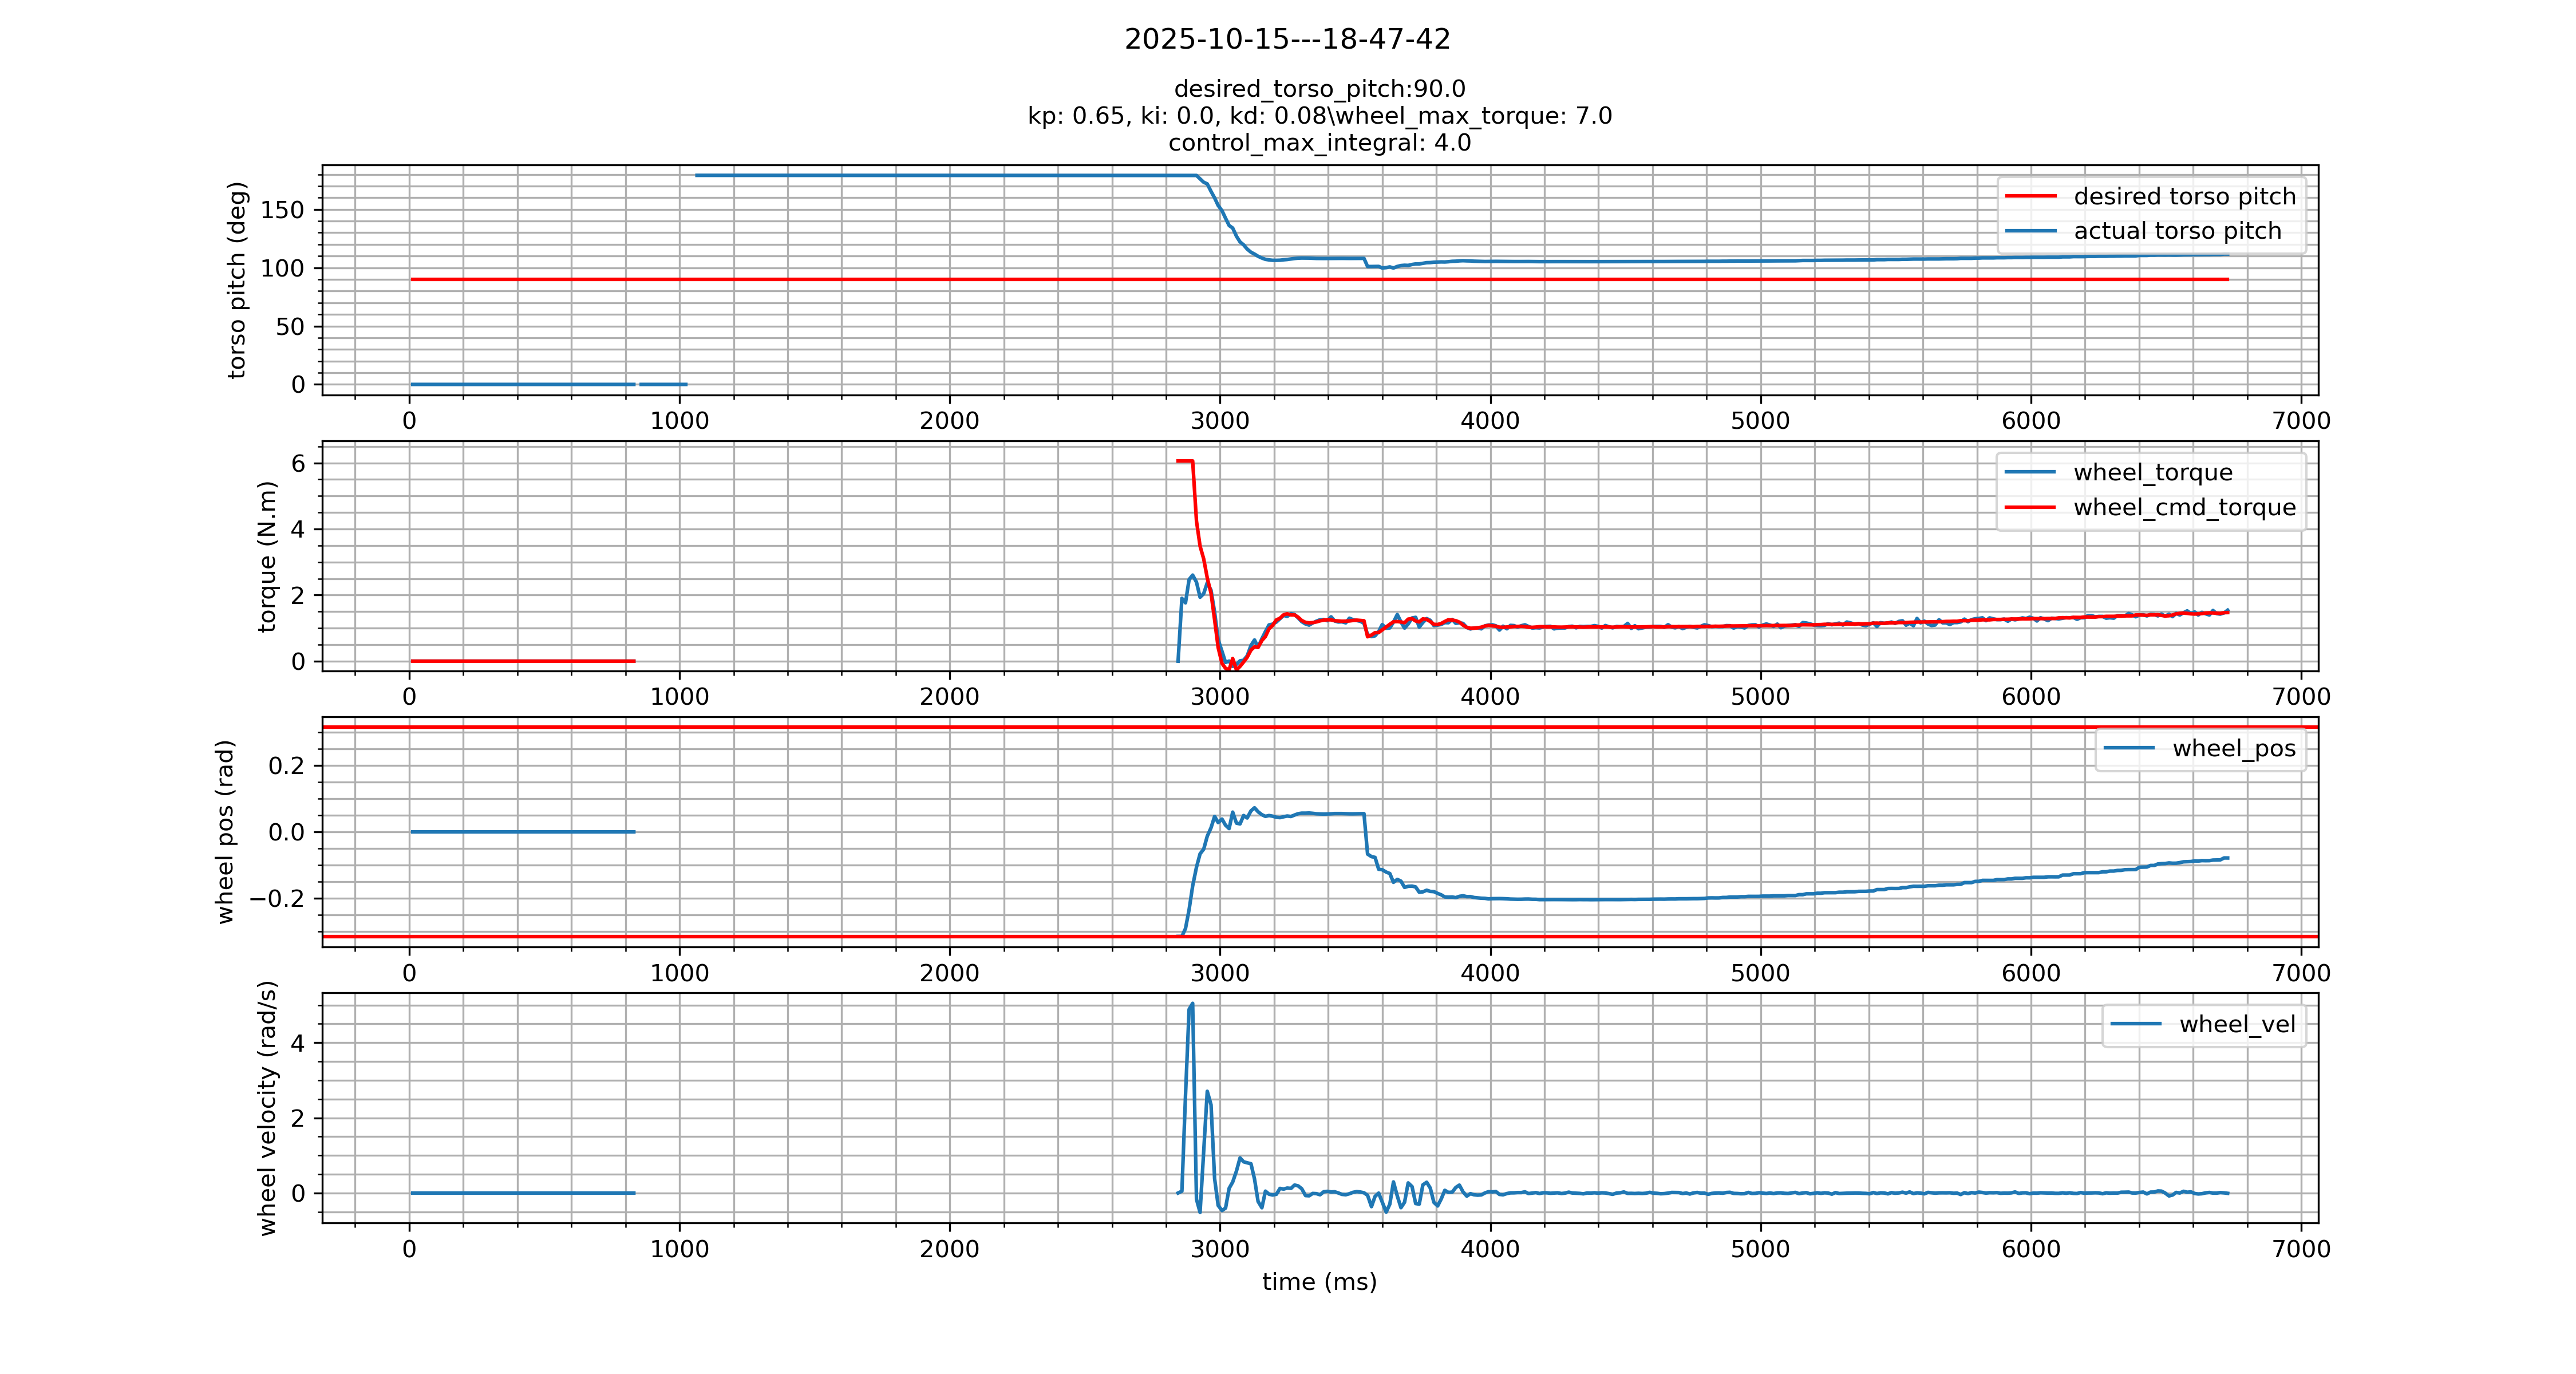 2025-10-15---18-47-42
desired_torso_pitch:90.0
kp: 0.65, ki: 0.0, kd: 0.08\wheel_max_torque: 7.0
control_max_integral: 4.0
torso pitch (deg)
150
100
50
0
desired torso pitch
actual torso pitch
0 1000 2000 3000 4000 5000 6000 7000
torque (N.m)
6
4
2
0
wheel_torque
wheel_cmd_torque
0 1000 2000 3000 4000 5000 6000 7000
wheel pos (rad)
0.2
0.0
−0.2
wheel_pos
0 1000 2000 3000 4000 5000 6000 7000
wheel velocity (rad/s)
4
2
0
wheel_vel
0 1000 2000 3000 4000 5000 6000 7000
time (ms)